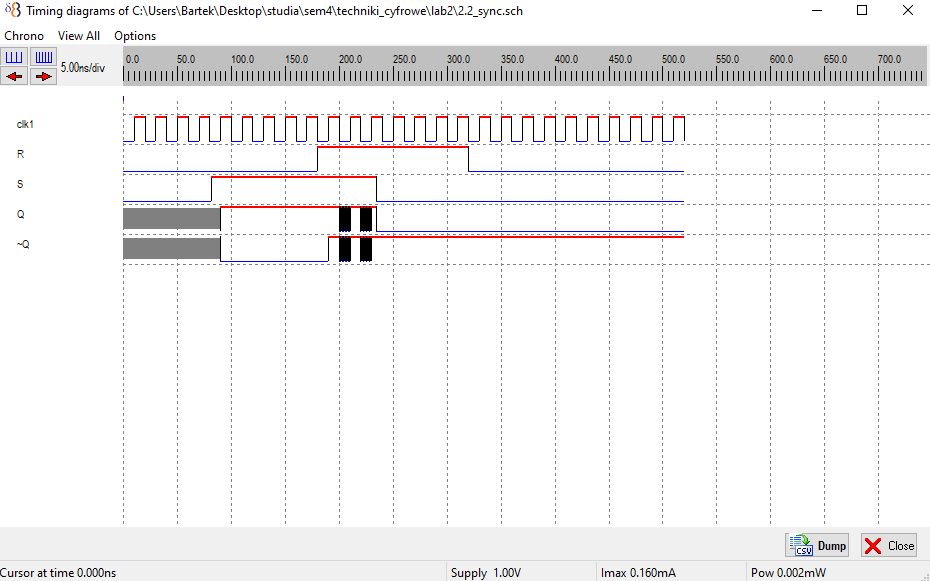 Timing diagrams of C:\Users\Bartek\Desktop\studia\sem4\techniki_cyfrowe\lab2\2.2_sync.sch
Chrono View All Options
5.00ns/div
0.0 50.0 100.0 150.0 200.0 250.0 300.0 350.0 400.0 450.0 500.0 550.0 600.0 650.0 700.0
clk1
R
S
Q
~Q
CSV Dump Close
Cursor at time 0.000ns Supply 1.00V Imax 0.160mA Pow 0.002mW